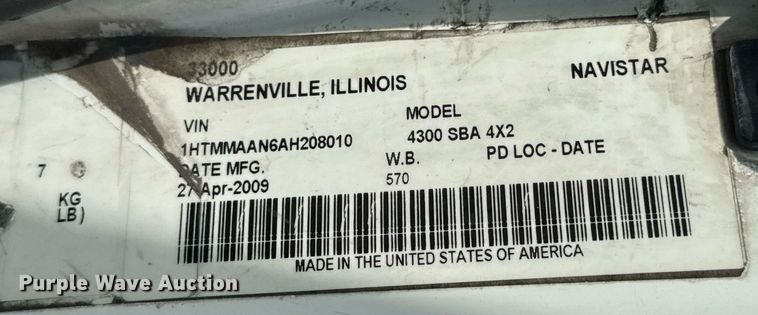 33000
WARRENVILLE, ILLINOIS NAVISTAR
VIN MODEL
1HTMMAAN6AH208010 4300 SBA 4X2
DATE MFG. W.B. PD LOC - DATE
27-Apr-2009 570
7
KG
LB)
MADE IN THE UNITED STATES OF AMERICA
Purple Wave Auction